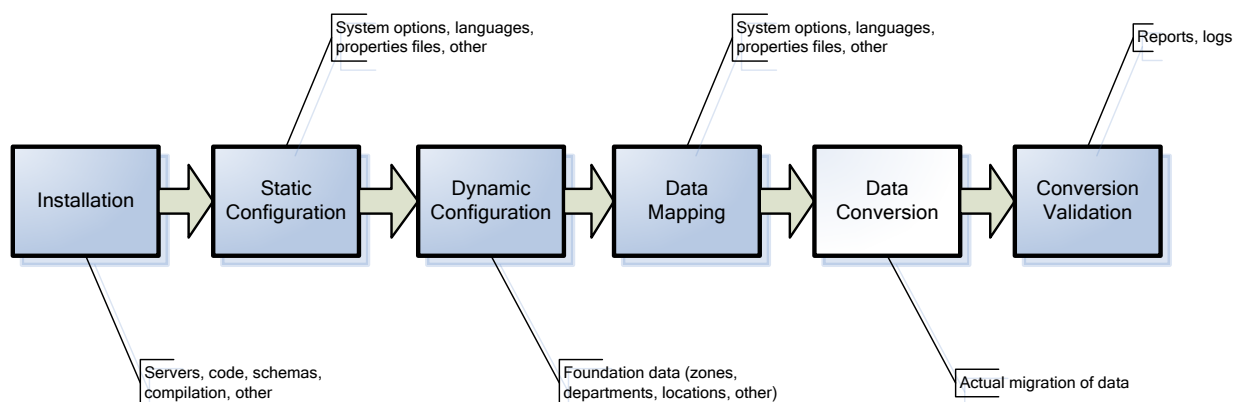 System options, languages,
properties files, other
System options, languages,
properties files, other
Reports, logs
Installation
Static
Configuration
Dynamic
Configuration
Data
Mapping
Data
Conversion
Conversion
Validation
Servers, code, schemas,
compilation, other
Foundation data (zones,
departments, locations, other)
Actual migration of data